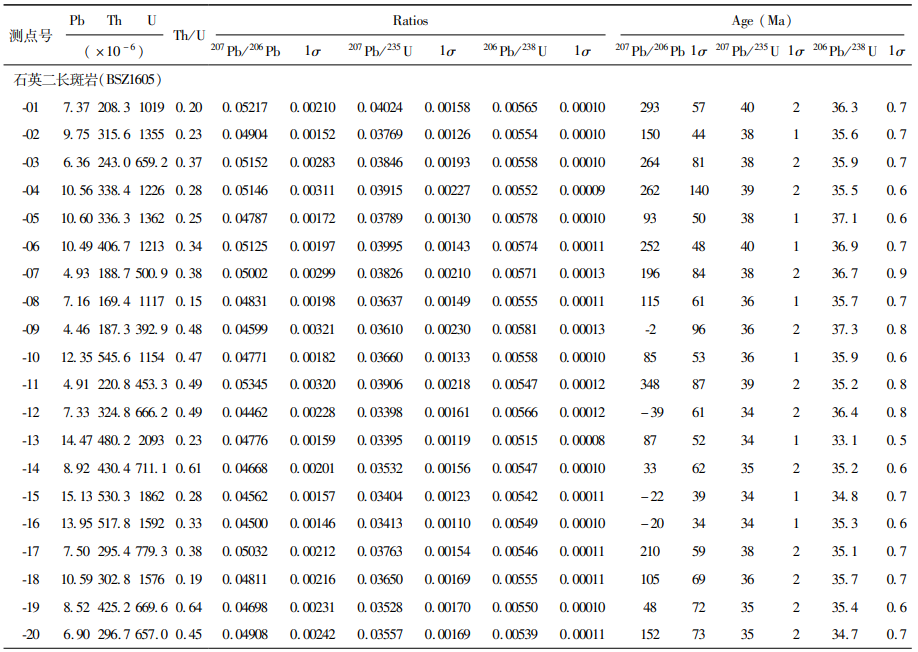 测点号 Pb Th U Th/U Ratios Age (Ma)
(×10⁻⁶) ²⁰⁷Pb/²⁰⁶Pb 1σ ²⁰⁷Pb/²³⁵U 1σ ²⁰⁶Pb/²³⁸U 1σ ²⁰⁷Pb/²⁰⁶Pb 1σ ²⁰⁷Pb/²³⁵U 1σ ²⁰⁶Pb/²³⁸U 1σ
石英二长斑岩(BSZ1605)
-01 7.37 208.3 1019 0.20 0.05217 0.00210 0.04024 0.00158 0.00565 0.00010 293 57 40 2 36.3 0.7
-02 9.75 315.6 1355 0.23 0.04904 0.00152 0.03769 0.00126 0.00554 0.00010 150 44 38 1 35.6 0.7
-03 6.36 243.0 659.2 0.37 0.05152 0.00283 0.03846 0.00193 0.00558 0.00010 264 81 38 2 35.9 0.7
-04 10.56 338.4 1226 0.28 0.05146 0.00311 0.03915 0.00227 0.00552 0.00009 262 140 39 2 35.5 0.6
-05 10.60 336.3 1362 0.25 0.04787 0.00172 0.03789 0.00130 0.00578 0.00010 93 50 38 1 37.1 0.6
-06 10.49 406.7 1213 0.34 0.05125 0.00197 0.03995 0.00143 0.00574 0.00011 252 48 40 1 36.9 0.7
-07 4.93 188.7 500.9 0.38 0.05002 0.00299 0.03826 0.00210 0.00571 0.00013 196 84 38 2 36.7 0.9
-08 7.16 169.4 1117 0.15 0.04831 0.00198 0.03637 0.00149 0.00555 0.00011 115 61 36 1 35.7 0.7
-09 4.46 187.3 392.9 0.48 0.04599 0.00321 0.03610 0.00230 0.00581 0.00013 -2 96 36 2 37.3 0.8
-10 12.35 545.6 1154 0.47 0.04771 0.00182 0.03660 0.00133 0.00558 0.00010 85 53 36 1 35.9 0.6
-11 4.91 220.8 453.3 0.49 0.05345 0.00320 0.03906 0.00218 0.00547 0.00012 348 87 39 2 35.2 0.8
-12 7.33 324.8 666.2 0.49 0.04462 0.00228 0.03398 0.00161 0.00566 0.00012 −39 61 34 2 36.4 0.8
-13 14.47 480.2 2093 0.23 0.04776 0.00159 0.03395 0.00119 0.00515 0.00008 87 52 34 1 33.1 0.5
-14 8.92 430.4 711.1 0.61 0.04668 0.00201 0.03532 0.00156 0.00547 0.00010 33 62 35 2 35.2 0.6
-15 15.13 530.3 1862 0.28 0.04562 0.00157 0.03404 0.00123 0.00542 0.00011 −22 39 34 1 34.8 0.7
-16 13.95 517.8 1592 0.33 0.04500 0.00146 0.03413 0.00110 0.00549 0.00010 −20 34 34 1 35.3 0.6
-17 7.50 295.4 779.3 0.38 0.05032 0.00212 0.03763 0.00154 0.00546 0.00011 210 59 38 2 35.1 0.7
-18 10.59 302.8 1576 0.19 0.04811 0.00216 0.03650 0.00169 0.00555 0.00011 105 69 36 2 35.7 0.7
-19 8.52 425.2 669.6 0.64 0.04698 0.00231 0.03528 0.00170 0.00550 0.00010 48 72 35 2 35.4 0.6
-20 6.90 296.7 657.0 0.45 0.04908 0.00242 0.03557 0.00169 0.00539 0.00011 152 73 35 2 34.7 0.7